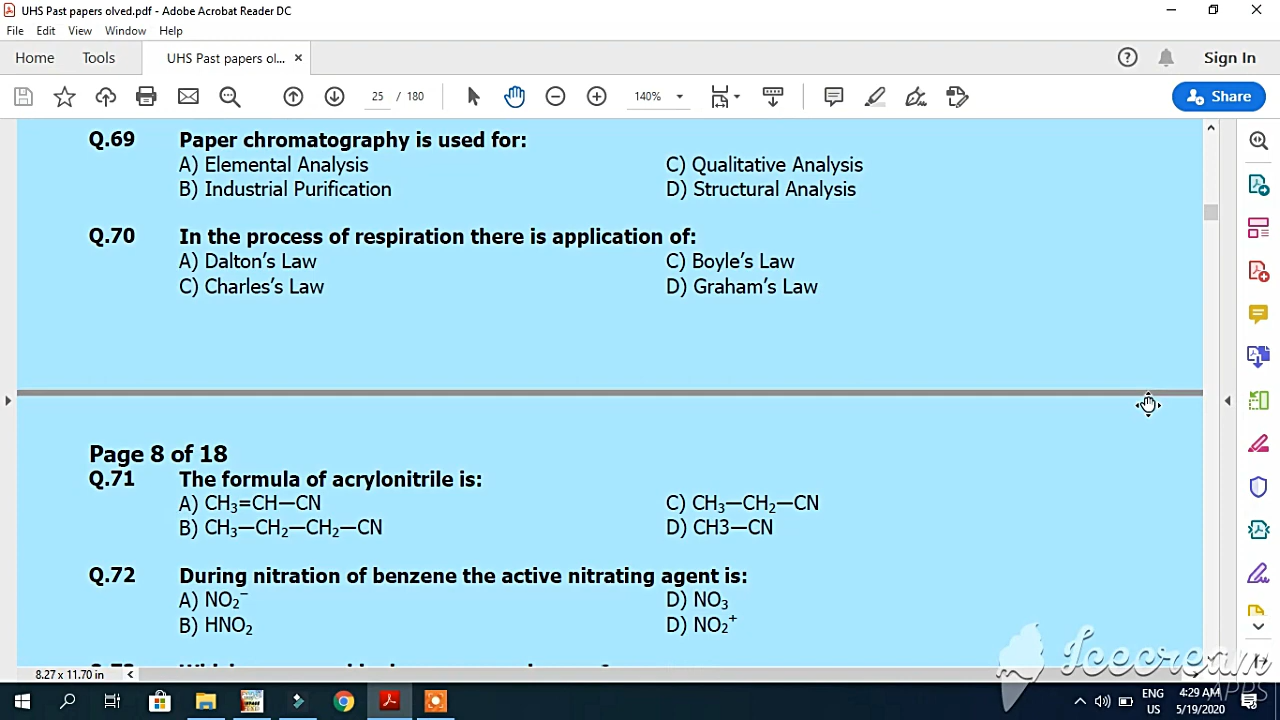 UHS Past papers olved.pdf - Adobe Acrobat Reader DC
File Edit View Window Help
Home Tools UHS Past papers ol... Sign In
25 / 180 140% Share
Q.69 Paper chromatography is used for:
A) Elemental Analysis C) Qualitative Analysis
B) Industrial Purification D) Structural Analysis
Q.70 In the process of respiration there is application of:
A) Dalton's Law C) Boyle's Law
C) Charles's Law D) Graham's Law
Page 8 of 18
Q.71 The formula of acrylonitrile is:
A) CH₃=CH—CN C) CH₃—CH₂—CN
B) CH₃—CH₂—CH₂—CN D) CH3—CN
Q.72 During nitration of benzene the active nitrating agent is:
A) NO₂⁻ D) NO₃
B) HNO₂ D) NO₂⁺
8.27 x 11.70 in
Icecream
APPS
ENG 4:29 AM
US 5/19/2020